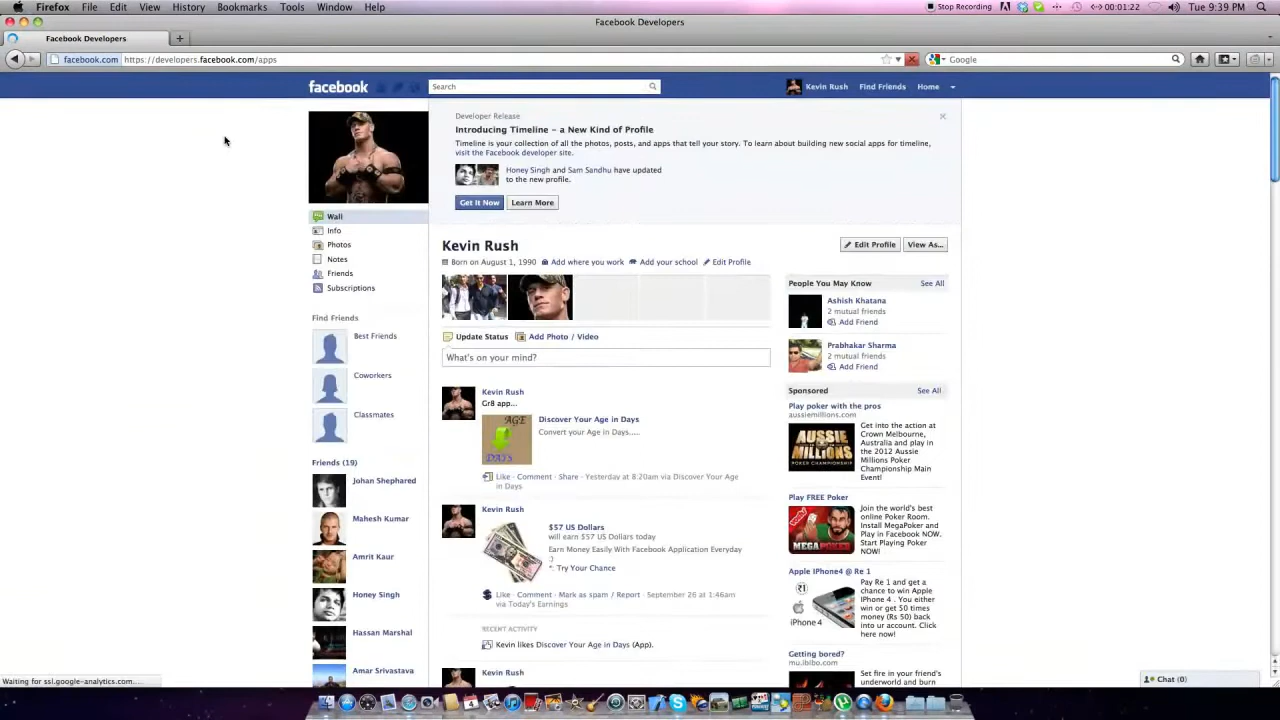 Firefox File Edit View History Bookmarks Tools Window Help
Stop Recording 00:01:22 Tue 9:39 PM
Facebook Developers
Facebook Developers
facebook.com https://developers.facebook.com/apps
Google
facebook
Search
Kevin Rush Find Friends Home
Wall
Info
Photos
Notes
Friends
Subscriptions
Find Friends
Best Friends
Coworkers
Classmates
Friends (19)
Johan Shephared
Mahesh Kumar
Amrit Kaur
Honey Singh
Hassan Marshal
Amar Srivastava
Developer Release
Introducing Timeline – a New Kind of Profile
Timeline is your collection of all the photos, posts, and apps that tell your story. To learn about building new social apps for timeline,
visit the Facebook developer site.
Honey Singh and Sam Sandhu have updated
to the new profile.
Get It Now Learn More
Kevin Rush
Edit Profile View As...
Born on August 1, 1990 Add where you work Add your school Edit Profile
Update Status Add Photo / Video
What's on your mind?
Kevin Rush
Gr8 app...
AGE
DAYS
Discover Your Age in Days
Convert your Age in Days.....
Like · Comment · Share · Yesterday at 8:20am via Discover Your Age
in Days
Kevin Rush
$57 US Dollars
will earn $57 US Dollars today
Earn Money Easily With Facebook Application Everyday
:)
*: Try Your Chance
Like · Comment · Mark as spam / Report · September 26 at 1:46am
via Today's Earnings
RECENT ACTIVITY
Kevin likes Discover Your Age in Days (App).
Kevin Rush
People You May Know See All
Ashish Khatana
2 mutual friends
Add Friend
Prabhakar Sharma
2 mutual friends
Add Friend
Sponsored See All
Play poker with the pros
aussiemillions.com
AUSSIE
MILLIONS
POKER CHAMPIONSHIP
Get into the action at
Crown Melbourne,
Australia and play in
the 2012 Aussie
Millions Poker
Championship Main
Event!
Play FREE Poker
MEGAPOKER
Join the world's best
online Poker Room.
Install MegaPoker and
Play in Facebook NOW.
Start Playing Poker
NOW!
Apple IPhone4 @ Re 1
iPhone 4
Pay Re 1 and get a
chance to win Apple
IPhone 4 . You either
win or get 50 times
money (Rs 50) back
into ur account. Click
here now!
Getting bored?
mu.ibibo.com
Set fire in your friend's
underworld and burn
Waiting for ssl.google-analytics.com...
Chat (0)